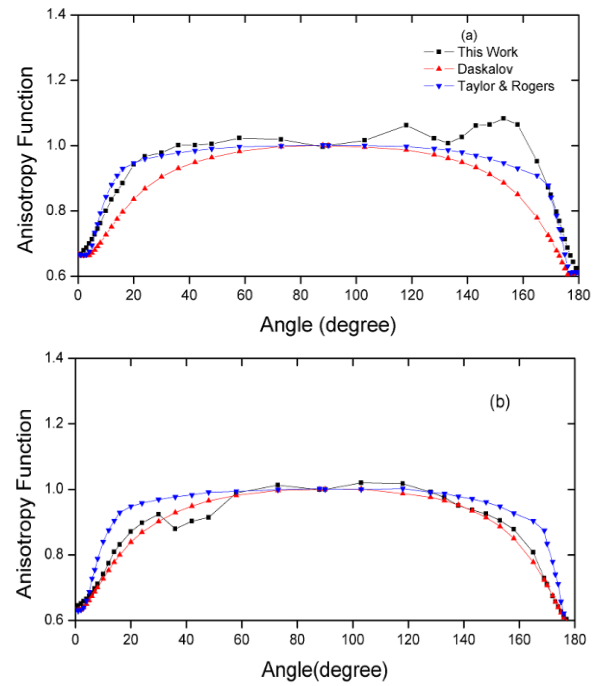 (a)
This Work
Daskalov
Taylor & Rogers
Anisotropy Function
1.4
1.2
1.0
0.8
0.6
0 20 40 60 80 100 120 140 160 180
Angle (degree)
(b)
Anisotropy Function
1.4
1.2
1.0
0.8
0.6
0 20 40 60 80 100 120 140 160 180
Angle(degree)